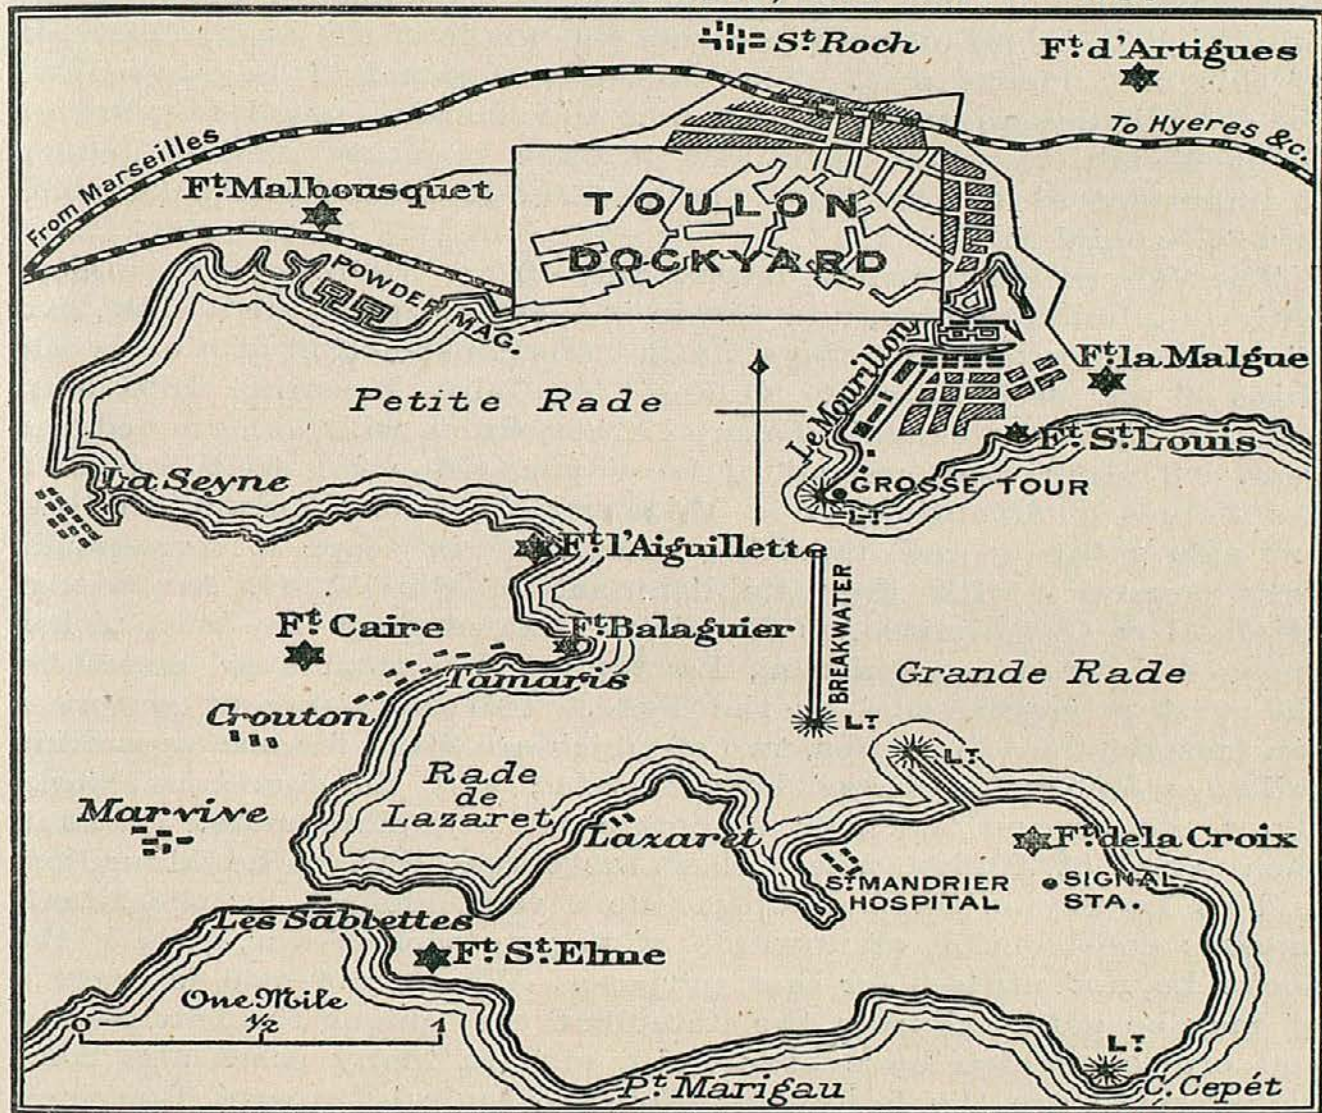 St. Roch
Ft. d'Artigues
From Marseilles
To Hyeres &c.
Ft. Malbousquet
TOULON
DOCKYARD
POWDER MAG.
Le Mourillon
Ft. la Malgue
Petite Rade
Ft. St. Louis
La Seyne
GROSSE TOUR
LT.
Ft. l'Aiguillette
Ft. Caire
Ft. Balaguier
BREAKWATER
Grande Rade
Tamaris
Crouton
LT.
LT.
Rade
de
Lazaret
Marvive
Lazaret
Ft. de la Croix
St. MANDRIER
HOSPITAL
SIGNAL
STA.
Les Sablettes
Ft. St. Elme
One Mile
0 ½ 1
LT.
Pt. Marigau
C. Cepét